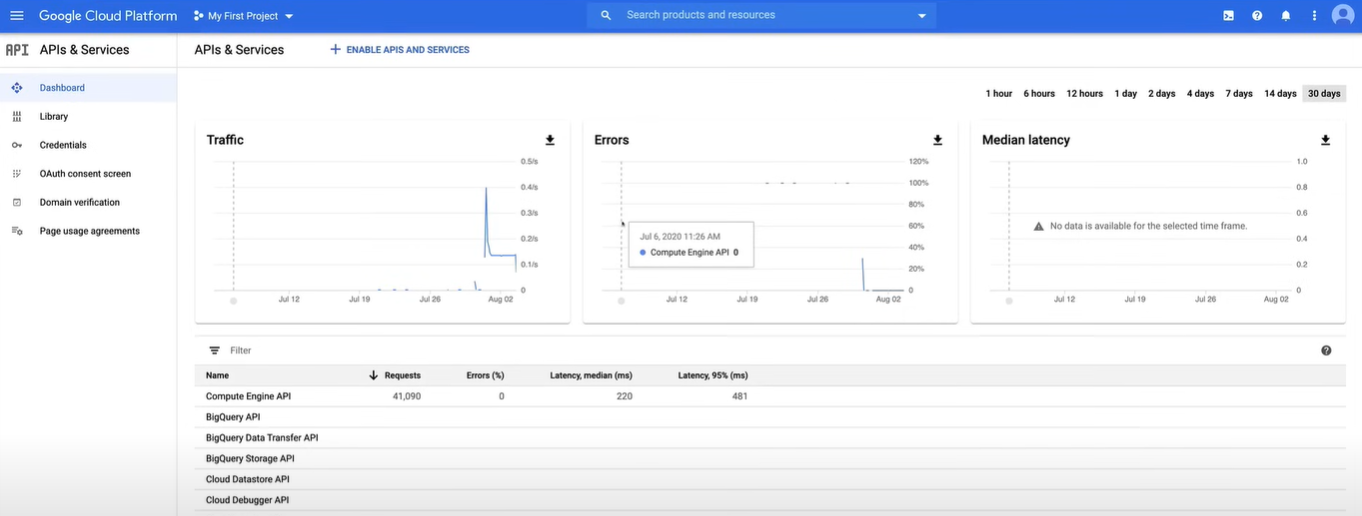 Google Cloud Platform My First Project Search products and resources
API APIs & Services
APIs & Services + ENABLE APIS AND SERVICES
Dashboard
Library
Credentials
OAuth consent screen
Domain verification
Page usage agreements
1 hour 6 hours 12 hours 1 day 2 days 4 days 7 days 14 days 30 days
Traffic
0.5/s
0.4/s
0.3/s
0.2/s
0.1/s
0
Jul 12 Jul 19 Jul 26 Aug 02
Errors
120%
100%
80%
60%
40%
20%
0
Jul 6, 2020 11:26 AM
Compute Engine API 0
Jul 12 Jul 19 Jul 26 Aug 02
Median latency
1.0
0.8
0.6
0.4
0.2
0
No data is available for the selected time frame.
Jul 12 Jul 19 Jul 26 Aug 02
Filter
Name Requests Errors (%) Latency, median (ms) Latency, 95% (ms)
Compute Engine API 41,090 0 220 481
BigQuery API
BigQuery Data Transfer API
BigQuery Storage API
Cloud Datastore API
Cloud Debugger API